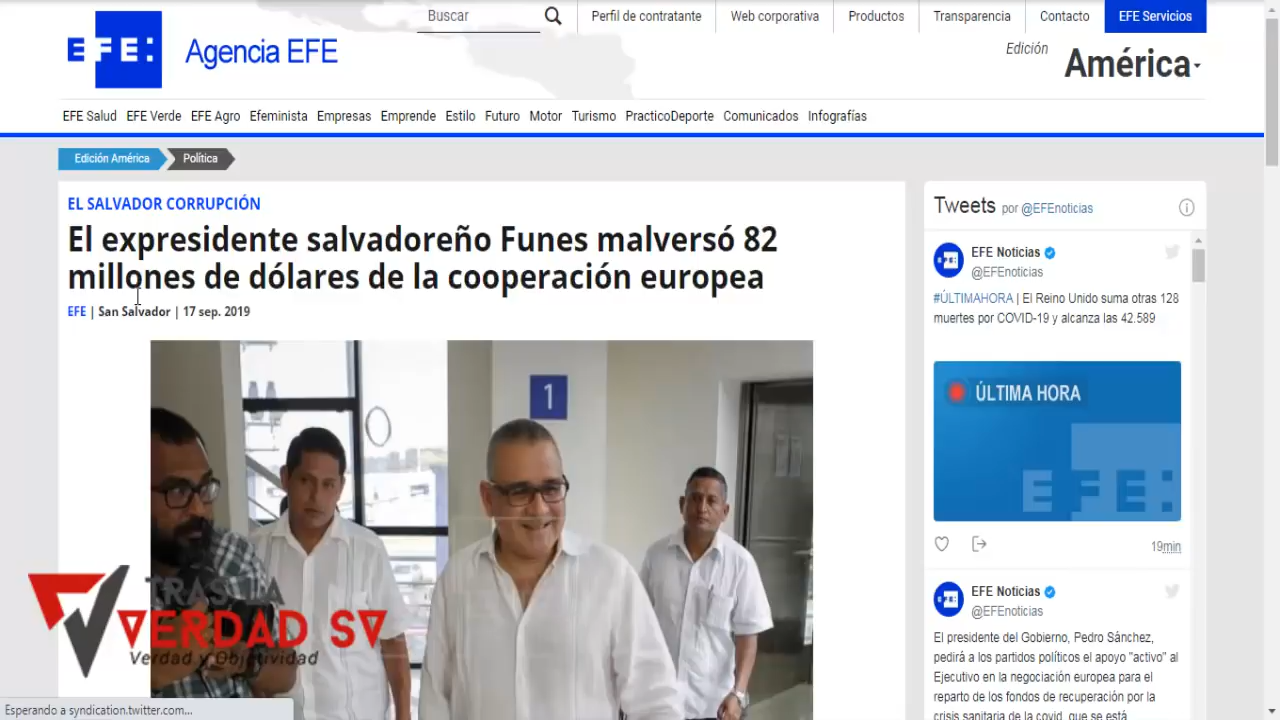 Buscar
Perfil de contratante
Web corporativa
Productos
Transparencia
Contacto
EFE Servicios
EFE:
Agencia EFE
Edición
América
EFE Salud EFE Verde EFE Agro Efeminista Empresas Emprende Estilo Futuro Motor Turismo PracticoDeporte Comunicados Infografías
Edición América
Política
EL SALVADOR CORRUPCIÓN
El expresidente salvadoreño Funes malversó 82
millones de dólares de la cooperación europea
EFE | San Salvador | 17 sep. 2019
1
TRAS LA
VERDAD SV
Verdad y Objetividad
Esperando a syndication.twitter.com...
Tweets por @EFEnoticias
EFE Noticias
@EFEnoticias
#ÚLTIMAHORA | El Reino Unido suma otras 128
muertes por COVID-19 y alcanza las 42.589
ÚLTIMA HORA
EFE:
19min
EFE Noticias
@EFEnoticias
El presidente del Gobierno, Pedro Sánchez,
pedirá a los partidos políticos el apoyo "activo" al
Ejecutivo en la negociación europea para el
reparto de los fondos de recuperación por la
crisis sanitaria de la covid, que se está